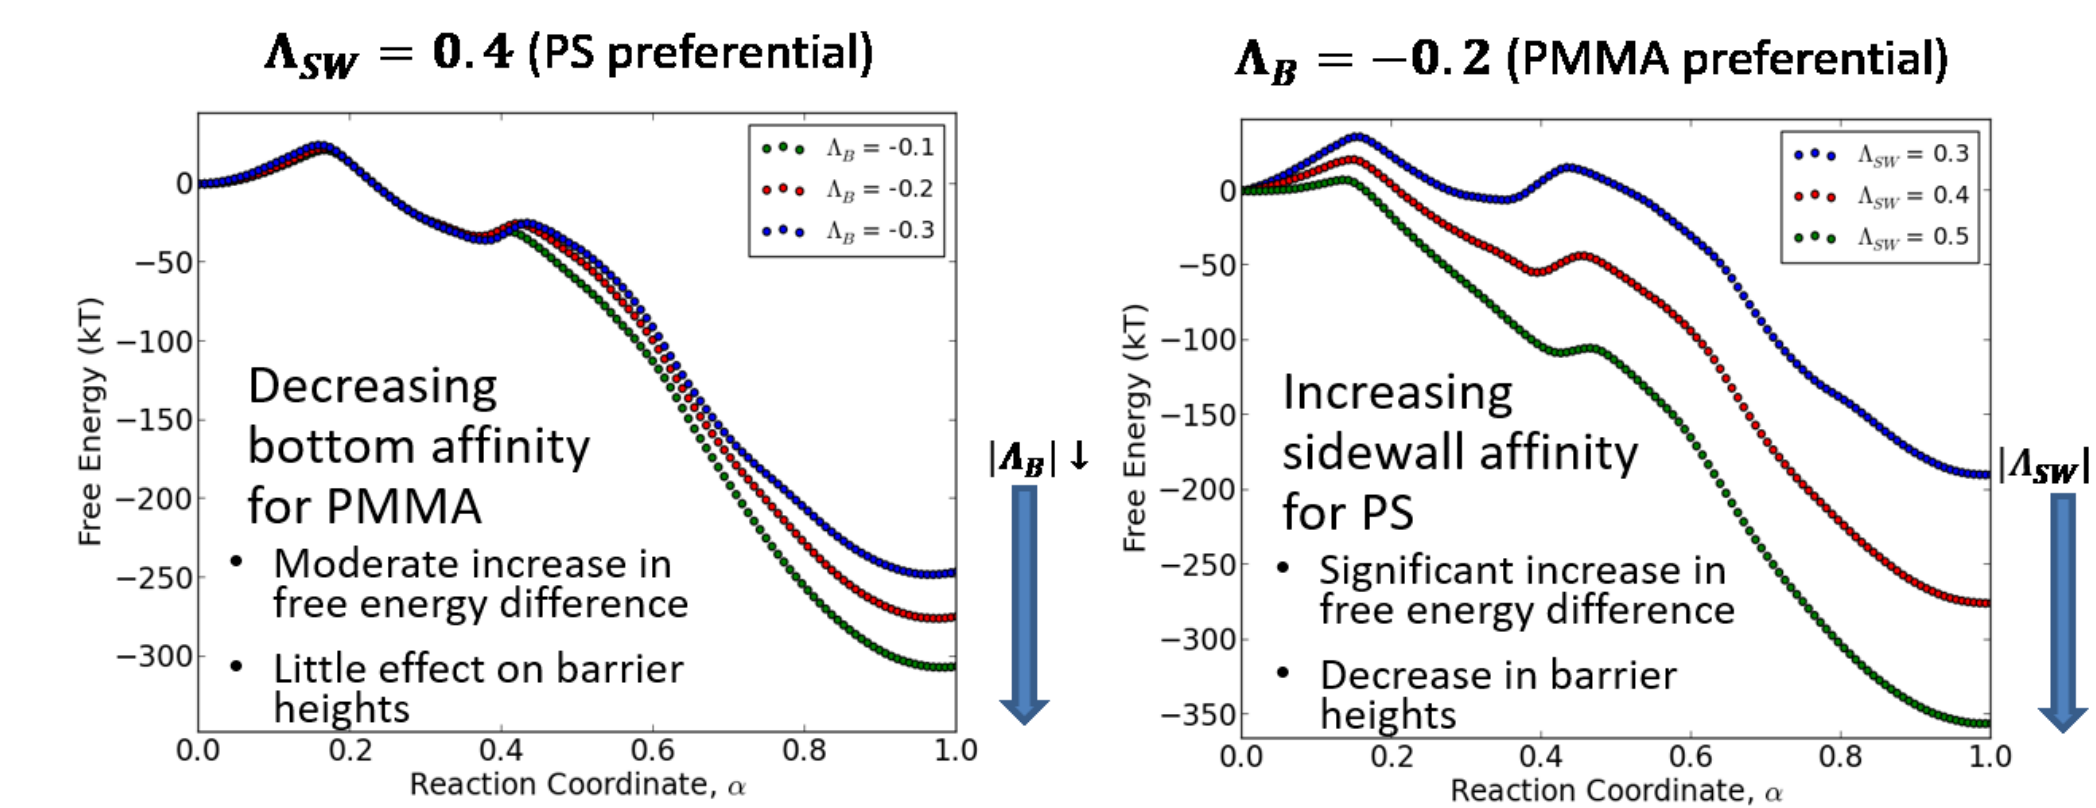 Λ_SW = 0.4 (PS preferential)
Λ_B = −0.2 (PMMA preferential)
Λ_B = -0.1
Λ_B = -0.2
Λ_B = -0.3
0
−50
−100
−150
−200
−250
−300
Free Energy (kT)
Decreasing
bottom affinity
for PMMA
• Moderate increase in
free energy difference
• Little effect on barrier
heights
0.0 0.2 0.4 0.6 0.8 1.0
Reaction Coordinate, α
|Λ_B| ↓
Λ_SW = 0.3
Λ_SW = 0.4
Λ_SW = 0.5
0
−50
−100
−150
−200
−250
−300
−350
Free Energy (kT)
Increasing
sidewall affinity
for PS
• Significant increase in
free energy difference
• Decrease in barrier
heights
0.0 0.2 0.4 0.6 0.8 1.0
Reaction Coordinate, α
|Λ_SW|